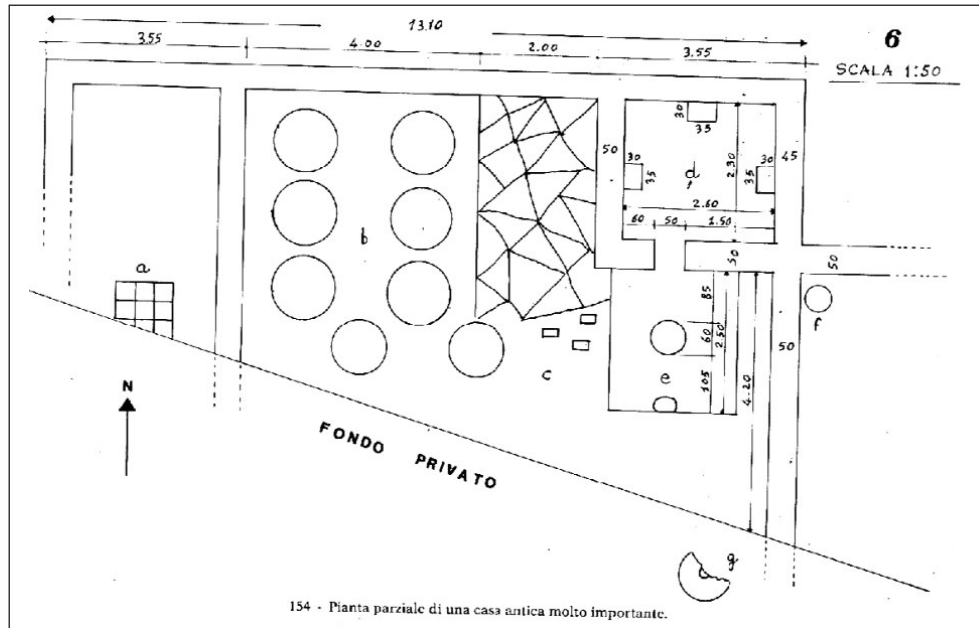 13.10
6
3.55 4.00 2.00 3.55
SCALA 1:50
30
35
50
30
35
d
2.30
30
35
45
2.60
60 50 1.50
b
a
50
50
85
f
60
2.50
50
c
e
105
4.20
N
FONDO PRIVATO
g
154 - Pianta parziale di una casa antica molto importante.